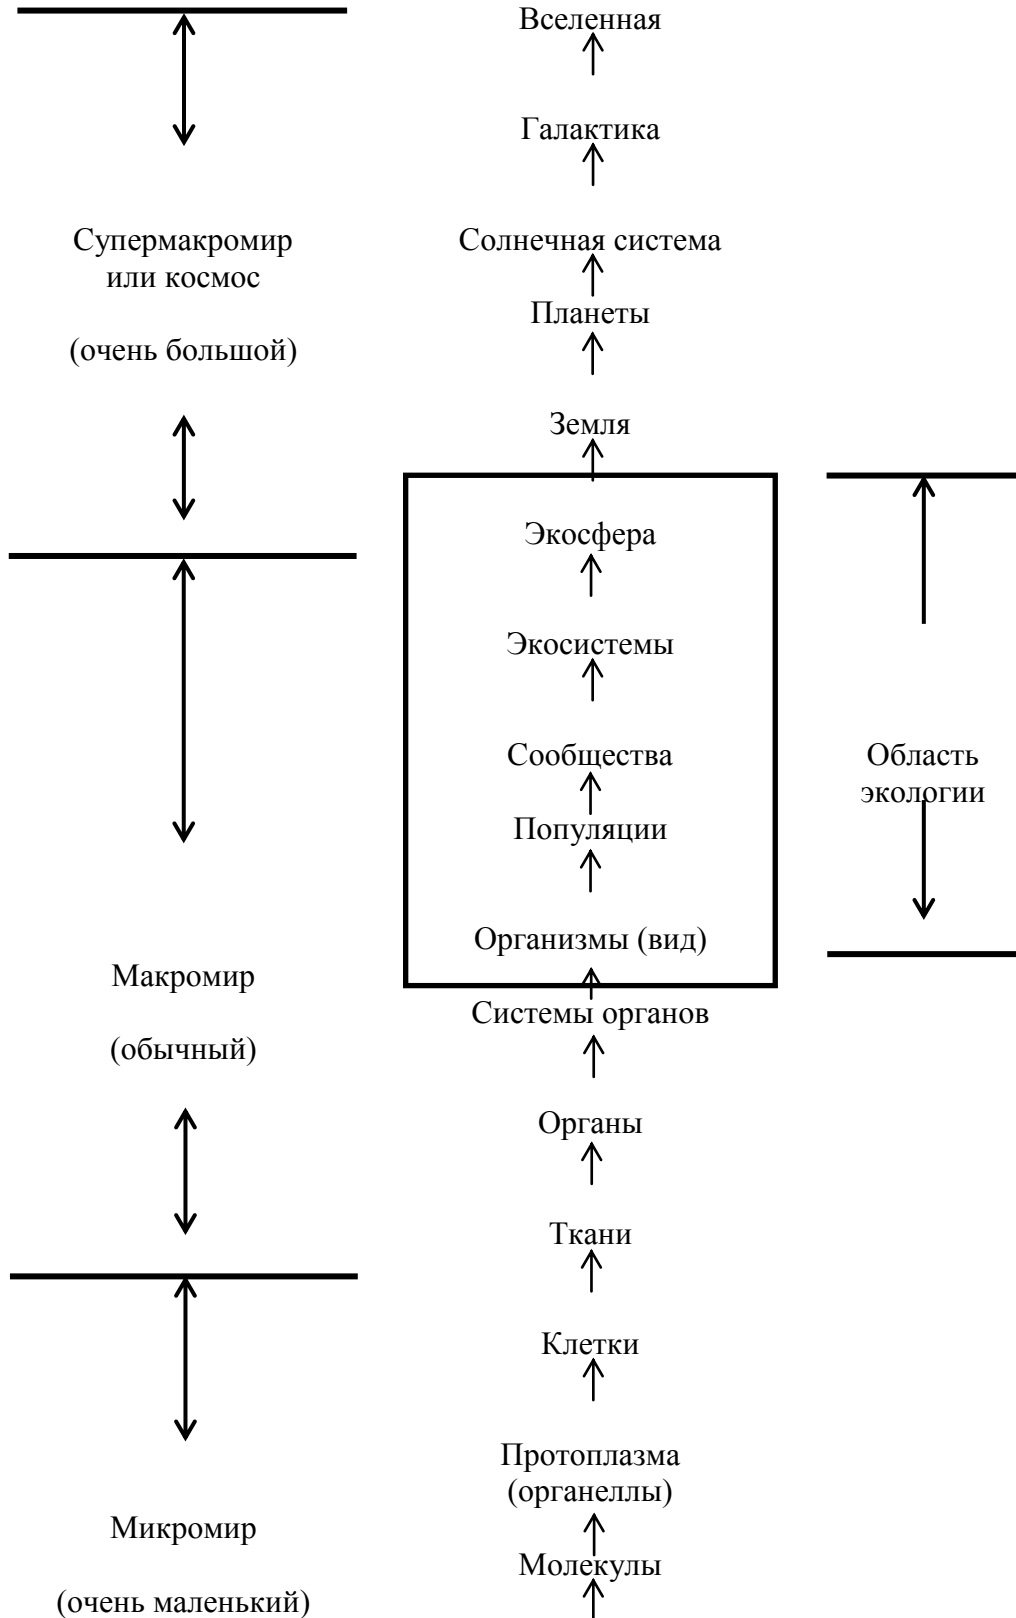 Вселенная
Галактика
Супермакромир
или космос
(очень большой)
Солнечная система
Планеты
Земля
Экосфера
Экосистемы
Сообщества
Популяции
Организмы (вид)
Область
экологии
Макромир
(обычный)
Системы органов
Органы
Ткани
Клетки
Протоплазма
(органеллы)
Микромир
(очень маленький)
Молекулы